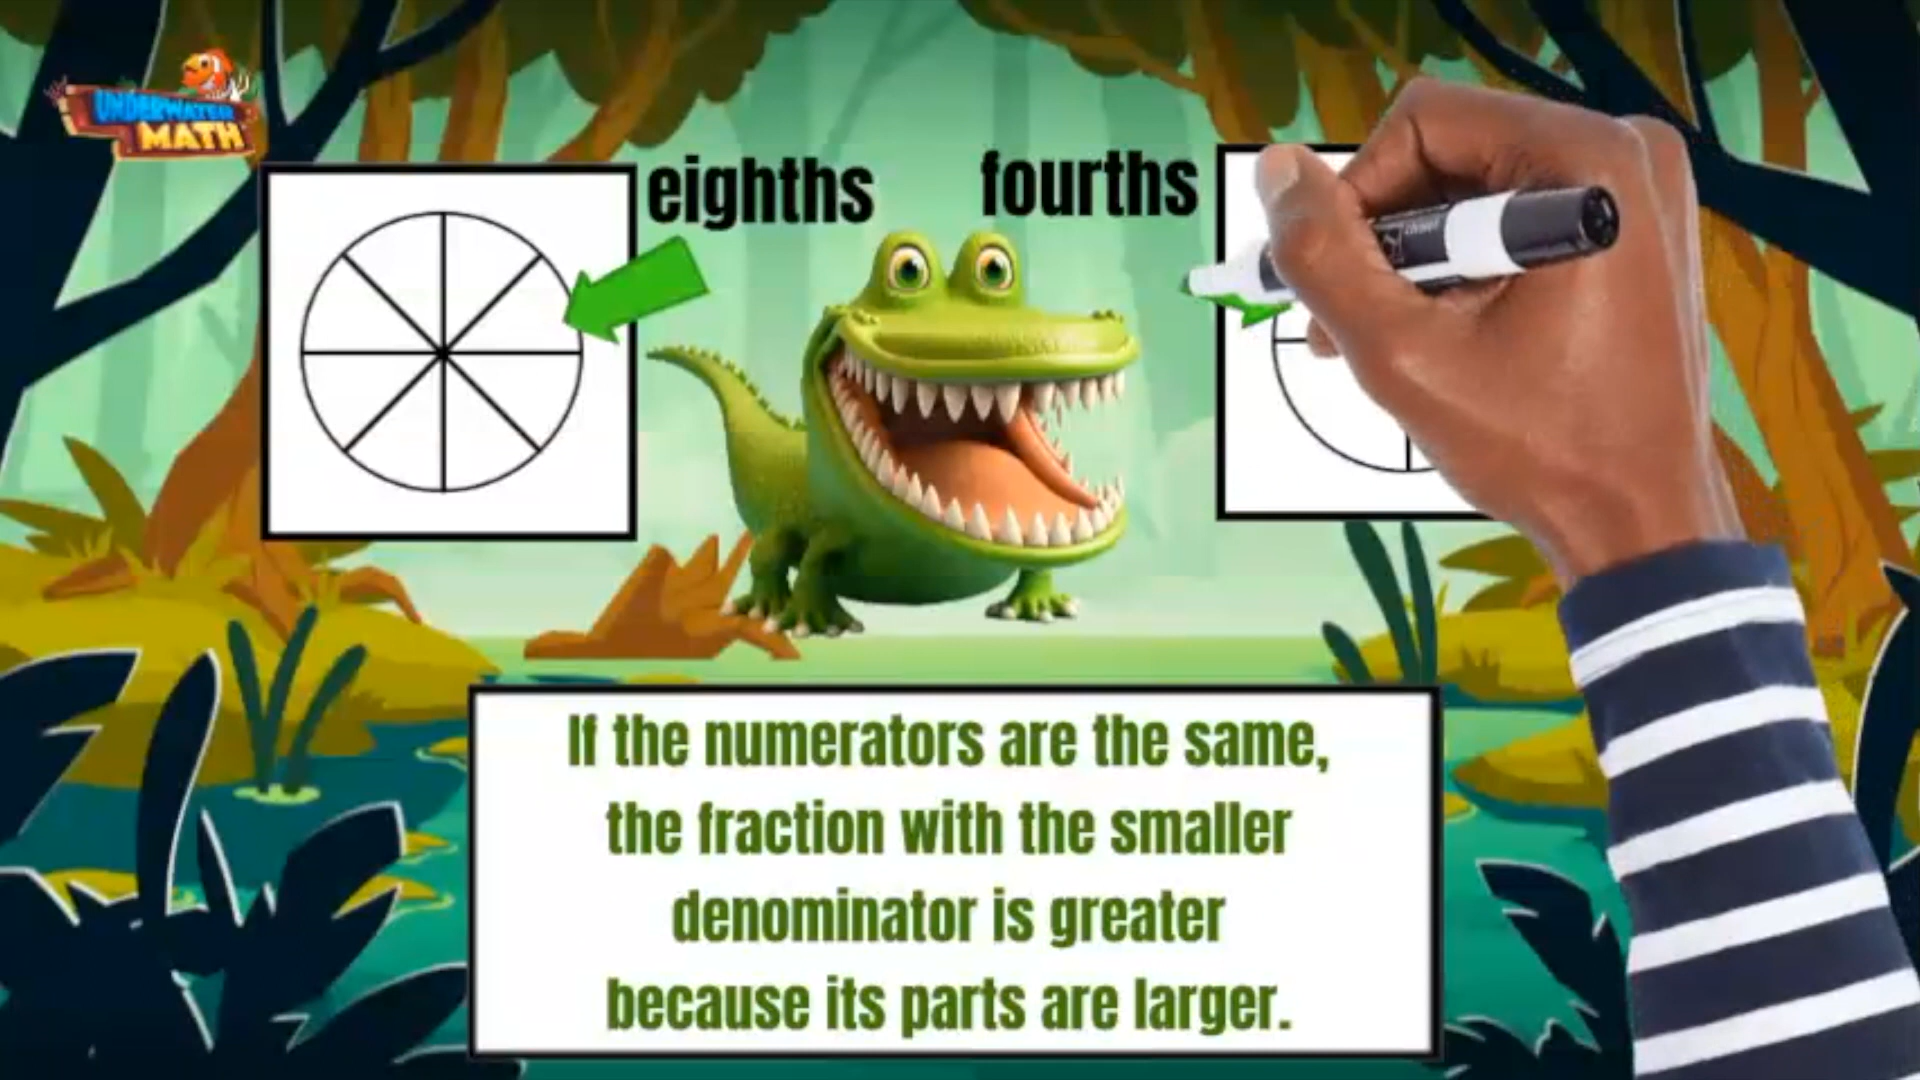 UNDERWATER
MATH
eighths
fourths
If the numerators are the same,
the fraction with the smaller
denominator is greater
because its parts are larger.